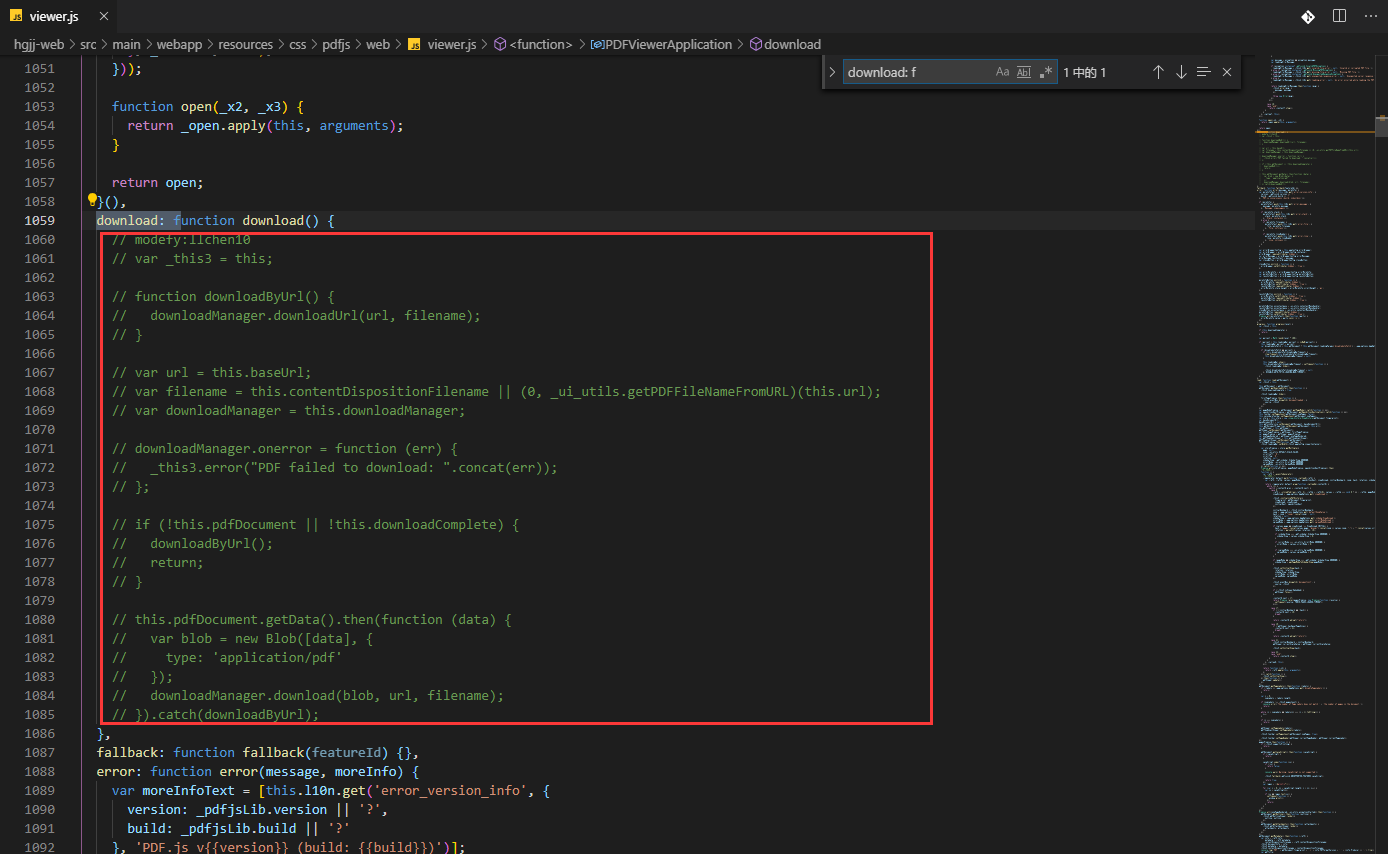 JS viewer.js ×
hgjj-web > src > main > webapp > resources > css > pdfjs > web > JS viewer.js > <function> > PDFViewerApplication > download
download: f Aa Abl .* 1 中的 1
1051 }));
1052
1053 function open(_x2, _x3) {
1054 return _open.apply(this, arguments);
1055 }
1056
1057 return open;
1058 }(),
1059 download: function download() {
1060 // modefy:llchen10
1061 // var _this3 = this;
1062
1063 // function downloadByUrl() {
1064 //   downloadManager.downloadUrl(url, filename);
1065 // }
1066
1067 // var url = this.baseUrl;
1068 // var filename = this.contentDispositionFilename || (0, _ui_utils.getPDFFileNameFromURL)(this.url);
1069 // var downloadManager = this.downloadManager;
1070
1071 // downloadManager.onerror = function (err) {
1072 //   _this3.error("PDF failed to download: ".concat(err));
1073 // };
1074
1075 // if (!this.pdfDocument || !this.downloadComplete) {
1076 //   downloadByUrl();
1077 //   return;
1078 // }
1079
1080 // this.pdfDocument.getData().then(function (data) {
1081 //   var blob = new Blob([data], {
1082 //     type: 'application/pdf'
1083 //   });
1084 //   downloadManager.download(blob, url, filename);
1085 // }).catch(downloadByUrl);
1086 },
1087 fallback: function fallback(featureId) {},
1088 error: function error(message, moreInfo) {
1089 var moreInfoText = [this.l10n.get('error_version_info', {
1090 version: _pdfjsLib.version || '?',
1091 build: _pdfjsLib.build || '?'
1092 }, 'PDF.js v{{version}} (build: {{build}})')];